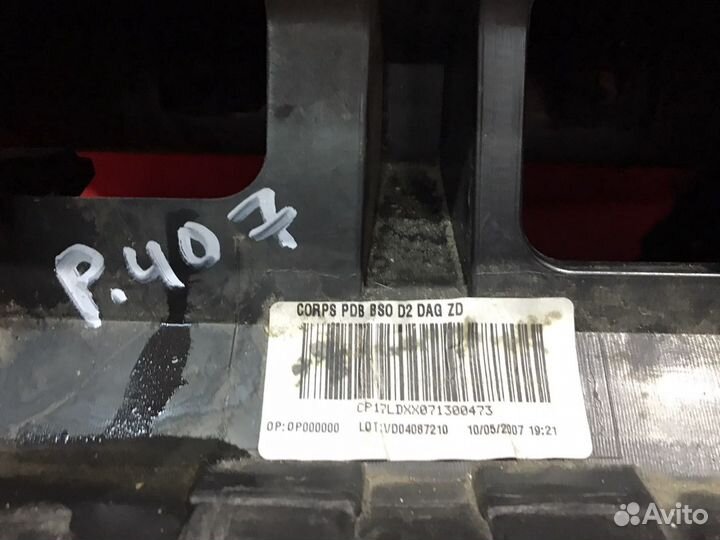 P.407
CORPS PDB BSO D2 DAG ZD
CP17LDXX071300473
OP:OP000000 LOT:VD04087210 10/05/2007 19:21
Avito